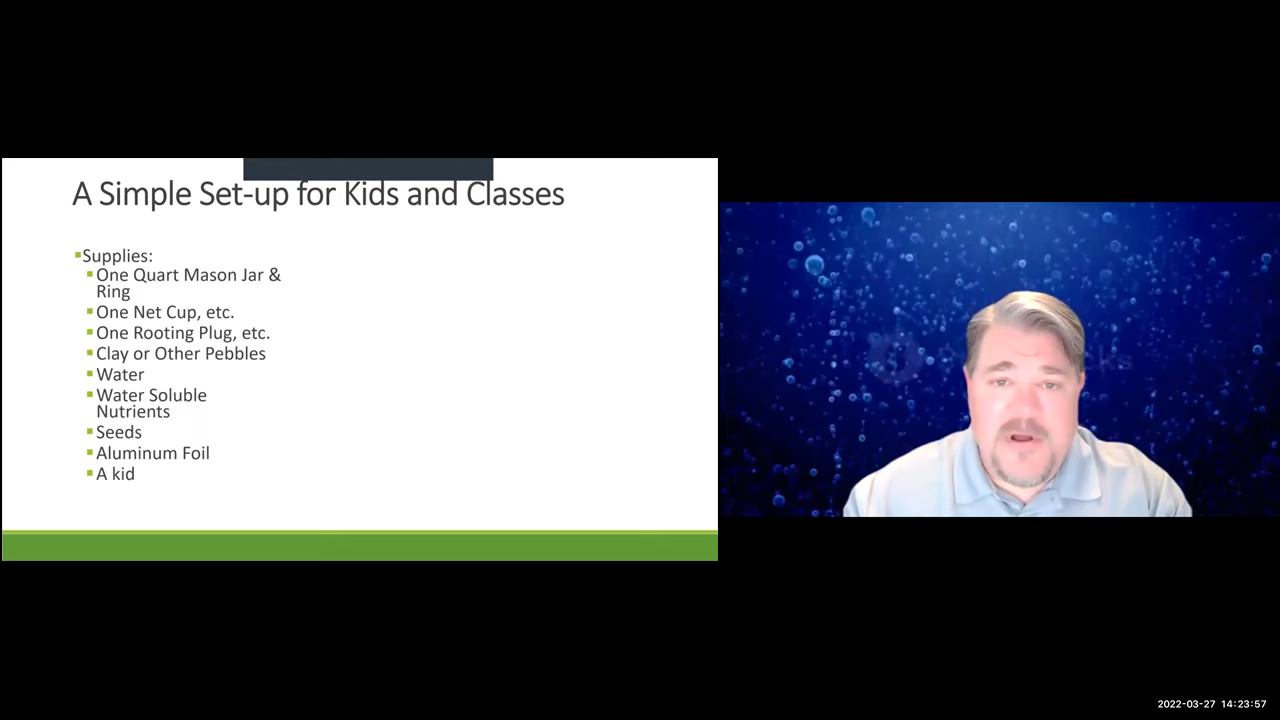 A Simple Set-up for Kids and Classes
Supplies:
One Quart Mason Jar &
Ring
One Net Cup, etc.
One Rooting Plug, etc.
Clay or Other Pebbles
Water
Water Soluble
Nutrients
Seeds
Aluminum Foil
A kid
2022-03-27 14:23:57